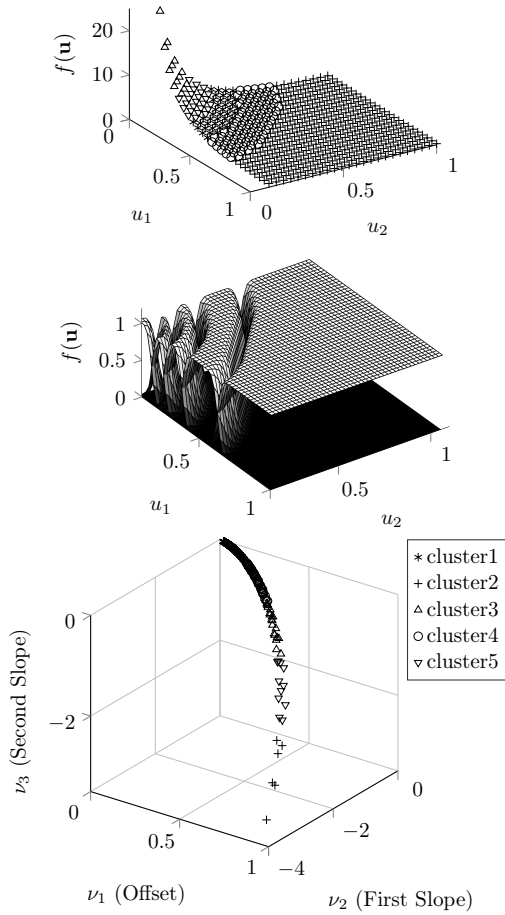 20
10
0
f(u)
0
0.5
1
u₁
0
0.5
1
u₂
1
0.5
0
f(u)
0.5
1
u₁
0
0.5
1
u₂
cluster1
cluster2
cluster3
cluster4
cluster5
0
−2
ν₃ (Second Slope)
0
0.5
1
ν₁ (Offset)
−4
−2
0
ν₂ (First Slope)